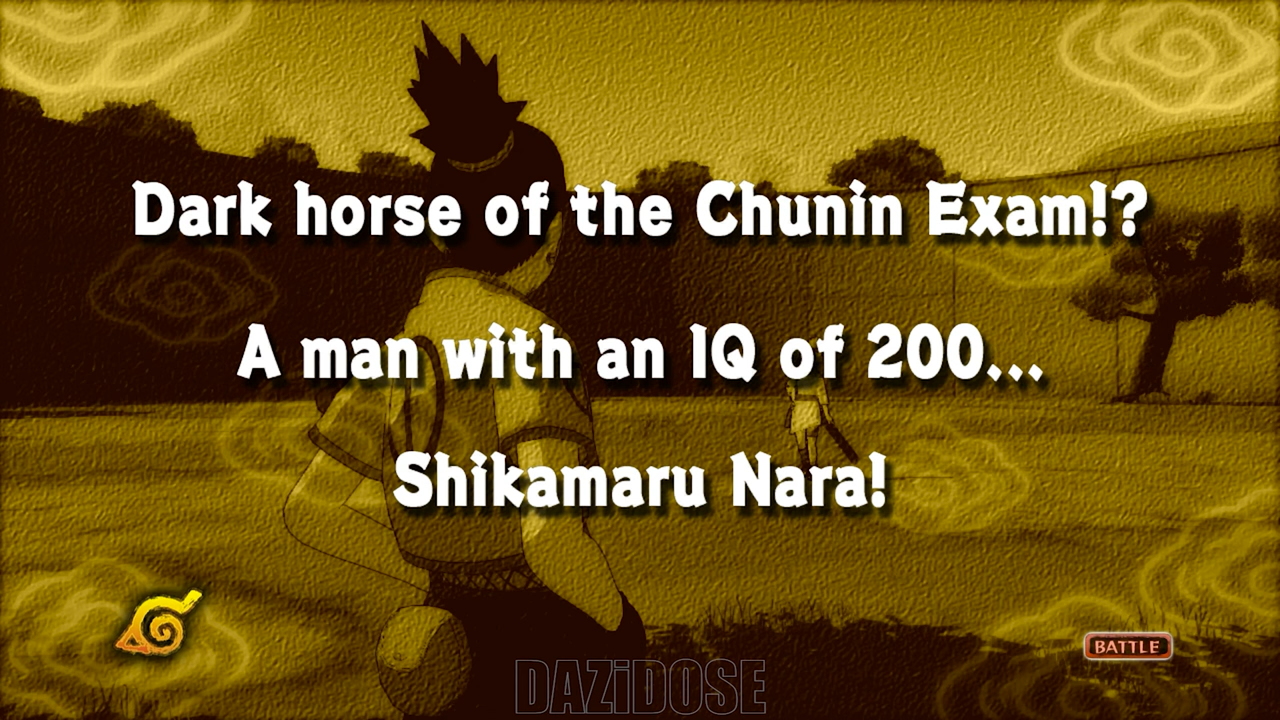 Dark horse of the Chunin Exam!?
A man with an IQ of 200...
Shikamaru Nara!
BATTLE
DAZiDOSE